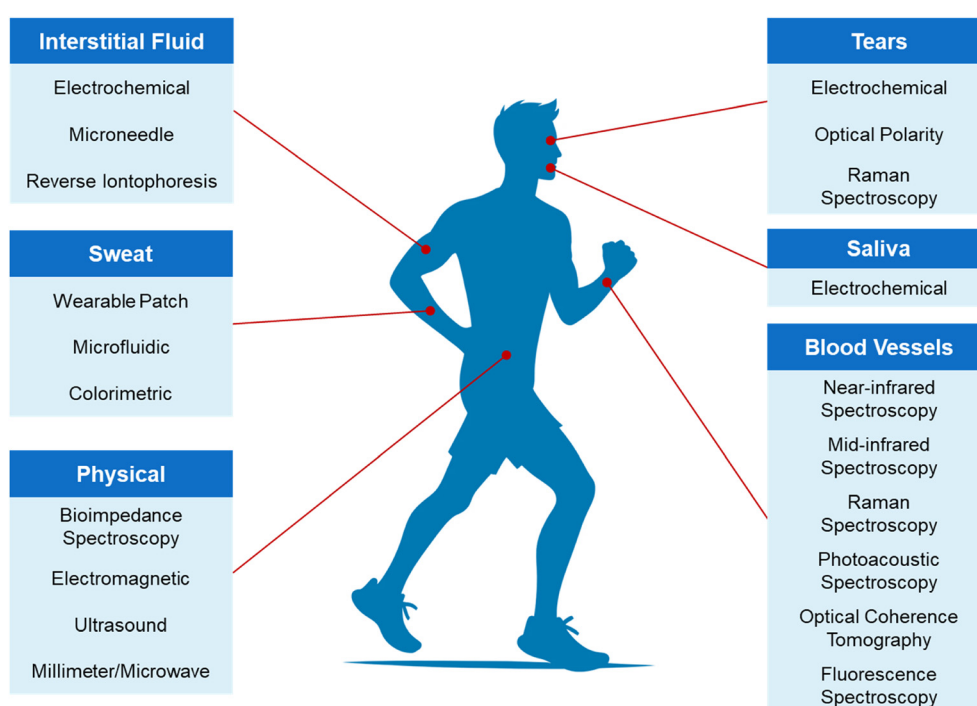 Interstitial Fluid
Electrochemical
Microneedle
Reverse Iontophoresis
Sweat
Wearable Patch
Microfluidic
Colorimetric
Physical
Bioimpedance
Spectroscopy
Electromagnetic
Ultrasound
Millimeter/Microwave
Tears
Electrochemical
Optical Polarity
Raman
Spectroscopy
Saliva
Electrochemical
Blood Vessels
Near-infrared
Spectroscopy
Mid-infrared
Spectroscopy
Raman
Spectroscopy
Photoacoustic
Spectroscopy
Optical Coherence
Tomography
Fluorescence
Spectroscopy